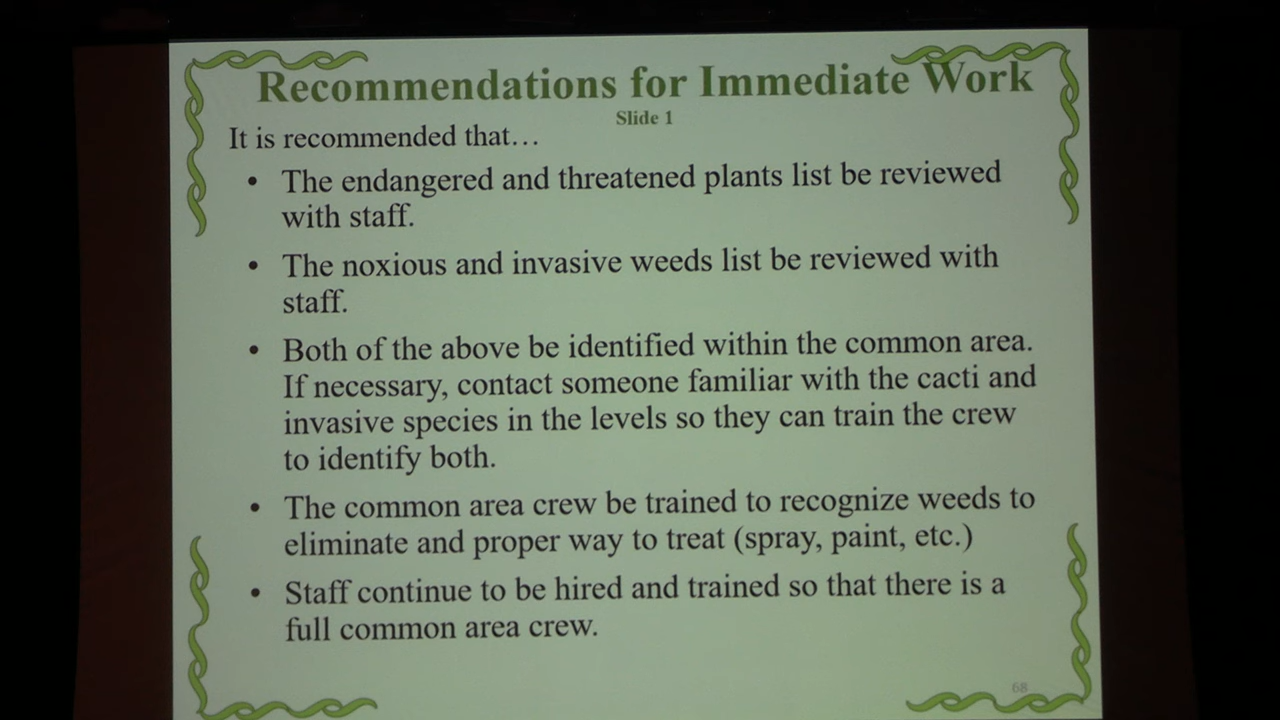 Recommendations for Immediate Work
Slide 1
It is recommended that…
• The endangered and threatened plants list be reviewed
with staff.
• The noxious and invasive weeds list be reviewed with
staff.
• Both of the above be identified within the common area.
If necessary, contact someone familiar with the cacti and
invasive species in the levels so they can train the crew
to identify both.
• The common area crew be trained to recognize weeds to
eliminate and proper way to treat (spray, paint, etc.)
• Staff continue to be hired and trained so that there is a
full common area crew.
68